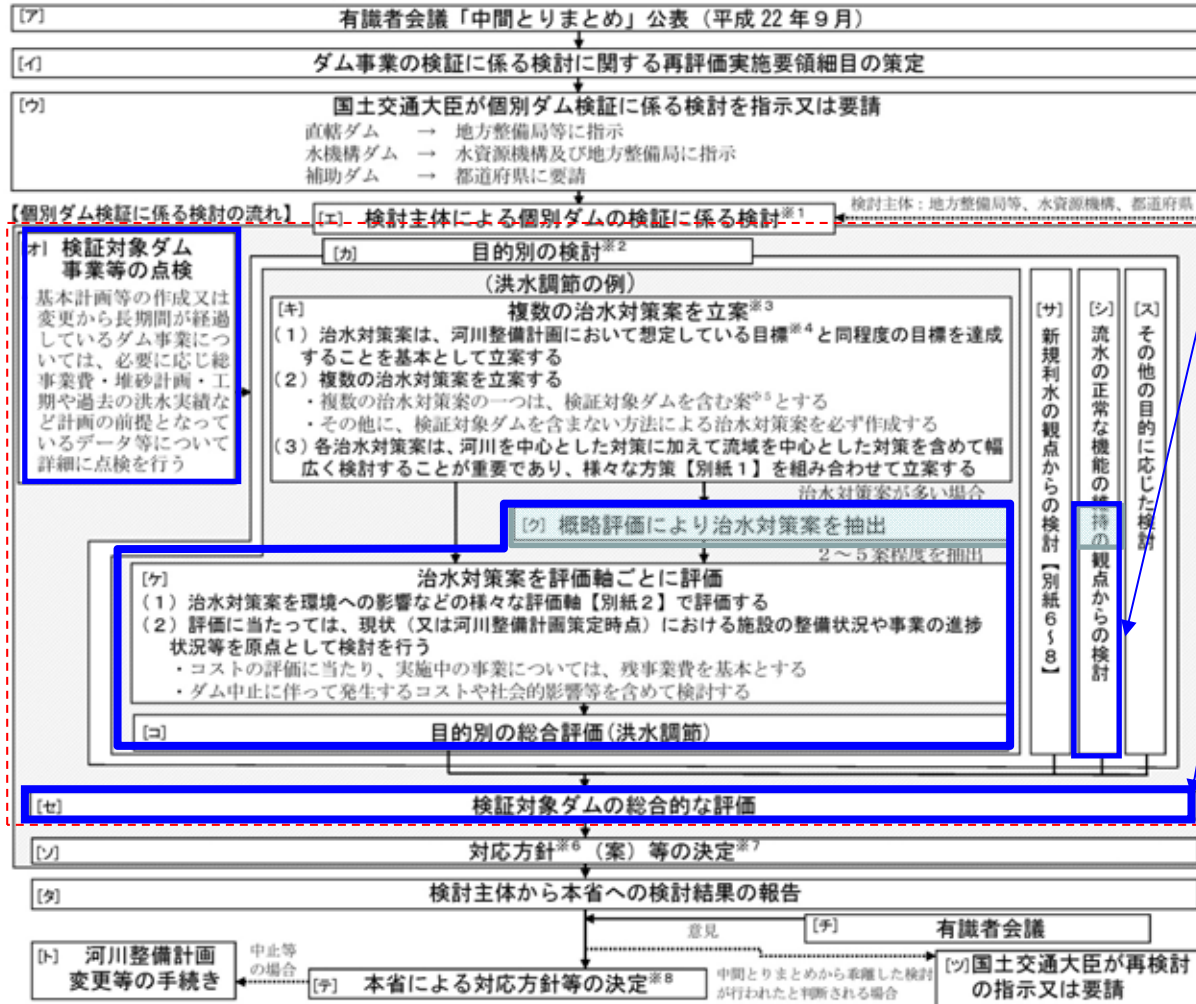 [ア] 有識者会議「中間とりまとめ」公表（平成22年９月）
[イ] ダム事業の検証に係る検討に関する再評価実施要領細目の策定
[ウ] 国土交通大臣が個別ダム検証に係る検討を指示又は要請
直轄ダム → 地方整備局等に指示
水機構ダム → 水資源機構及び地方整備局に指示
補助ダム → 都道府県に要請
【個別ダム検証に係る検討の流れ】
[エ] 検討主体による個別ダムの検証に係る検討※1
検討主体：地方整備局等、水資源機構、都道府県
[オ] 検証対象ダム
事業等の点検
基本計画等の作成又は
変更から長期間が経過
しているダム事業につ
いては、必要に応じ総
事業費・堆砂計画・工
期や過去の洪水実績な
ど計画の前提となって
いるデータ等について
詳細に点検を行う
[カ] 目的別の検討※2
（洪水調節の例）
[キ] 複数の治水対策案を立案※3
（１）治水対策案は、河川整備計画において想定している目標※4と同程度の目標を達成
することを基本として立案する
（２）複数の治水対策案を立案する
・複数の治水対策案の一つは、検証対象ダムを含む案※5とする
・その他に、検証対象ダムを含まない方法による治水対策案を必ず作成する
（３）各治水対策案は、河川を中心とした対策に加えて流域を中心とした対策を含めて幅
広く検討することが重要であり、様々な方策【別紙１】を組み合わせて立案する
治水対策案が多い場合
[ク] 概略評価により治水対策案を抽出
２～５案程度を抽出
[ケ] 治水対策案を評価軸ごとに評価
（１）治水対策案を環境への影響などの様々な評価軸【別紙２】で評価する
（２）評価に当たっては、現状（又は河川整備計画策定時点）における施設の整備状況や事業の進捗
状況等を原点として検討を行う
・コストの評価に当たり、実施中の事業については、残事業費を基本とする
・ダム中止に伴って発生するコストや社会的影響等を含めて検討する
[コ] 目的別の総合評価（洪水調節）
[サ] 新規利水の観点からの検討【別紙６～８】
[シ] 流水の正常な機能の維持の観点からの検討
[ス] その他の目的に応じた検討
[セ] 検証対象ダムの総合的な評価
[ソ] 対応方針※6（案）等の決定※7
[タ] 検討主体から本省への検討結果の報告
意見
[チ] 有識者会議
[ト] 河川整備計画
変更等の手続き
中止等
の場合
[テ] 本省による対応方針等の決定※8
中間とりまとめから乖離した検討
が行われたと判断される場合
[ツ] 国土交通大臣が再検討
の指示又は要請